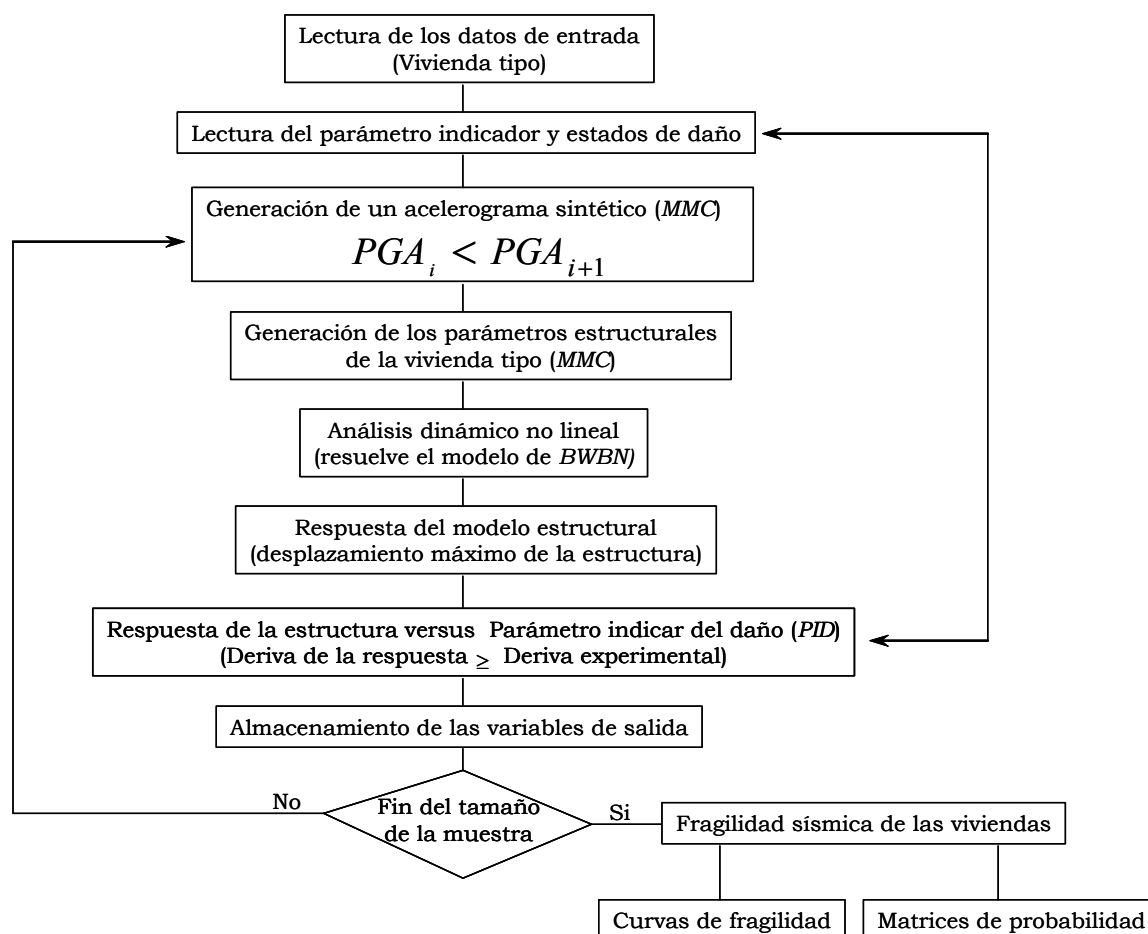 Lectura de los datos de entrada
(Vivienda tipo)
Lectura del parámetro indicador y estados de daño
Generación de un acelerograma sintético (MMC)
PGA_i < PGA_{i+1}
Generación de los parámetros estructurales
de la vivienda tipo (MMC)
Análisis dinámico no lineal
(resuelve el modelo de BWBN)
Respuesta del modelo estructural
(desplazamiento máximo de la estructura)
Respuesta de la estructura versus Parámetro indicar del daño (PID)
(Deriva de la respuesta ≥ Deriva experimental)
Almacenamiento de las variables de salida
No
Fin del tamaño
de la muestra
Si
Fragilidad sísmica de las viviendas
Curvas de fragilidad
Matrices de probabilidad